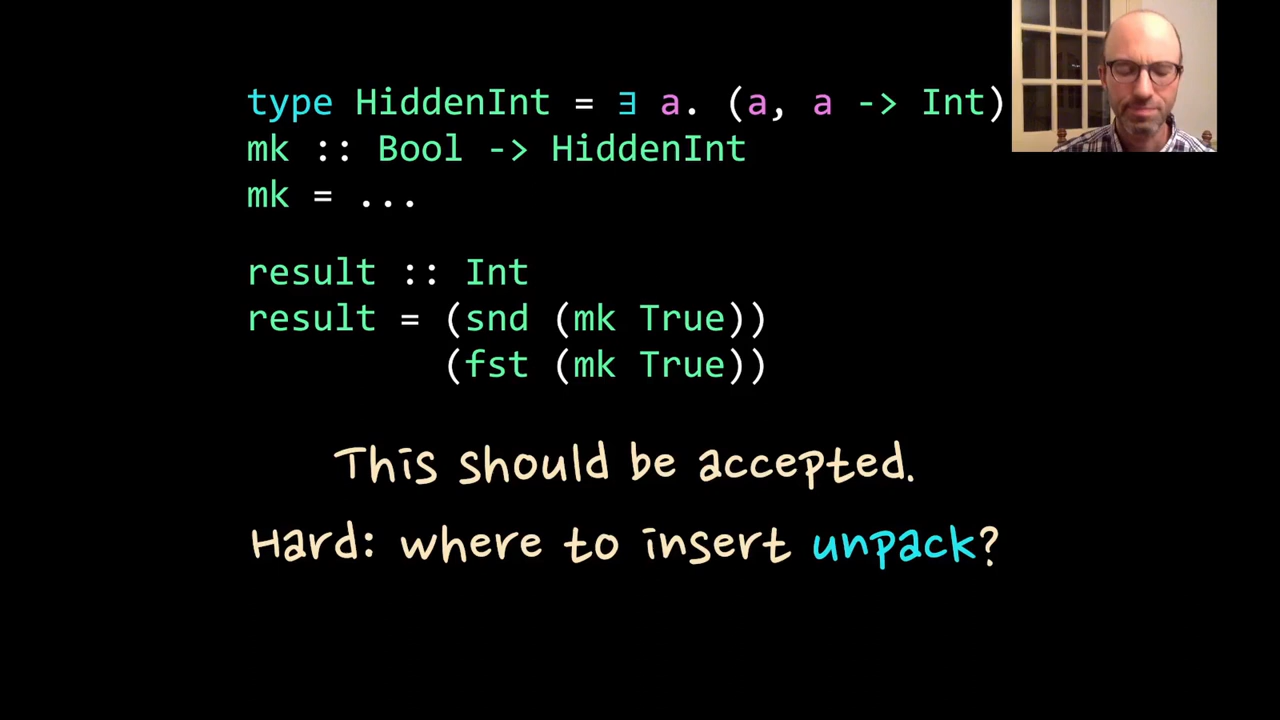 type HiddenInt = ∃ a. (a, a -> Int)
mk :: Bool -> HiddenInt
mk = ...
result :: Int
result = (snd (mk True))
(fst (mk True))
This should be accepted.
Hard: where to insert unpack?